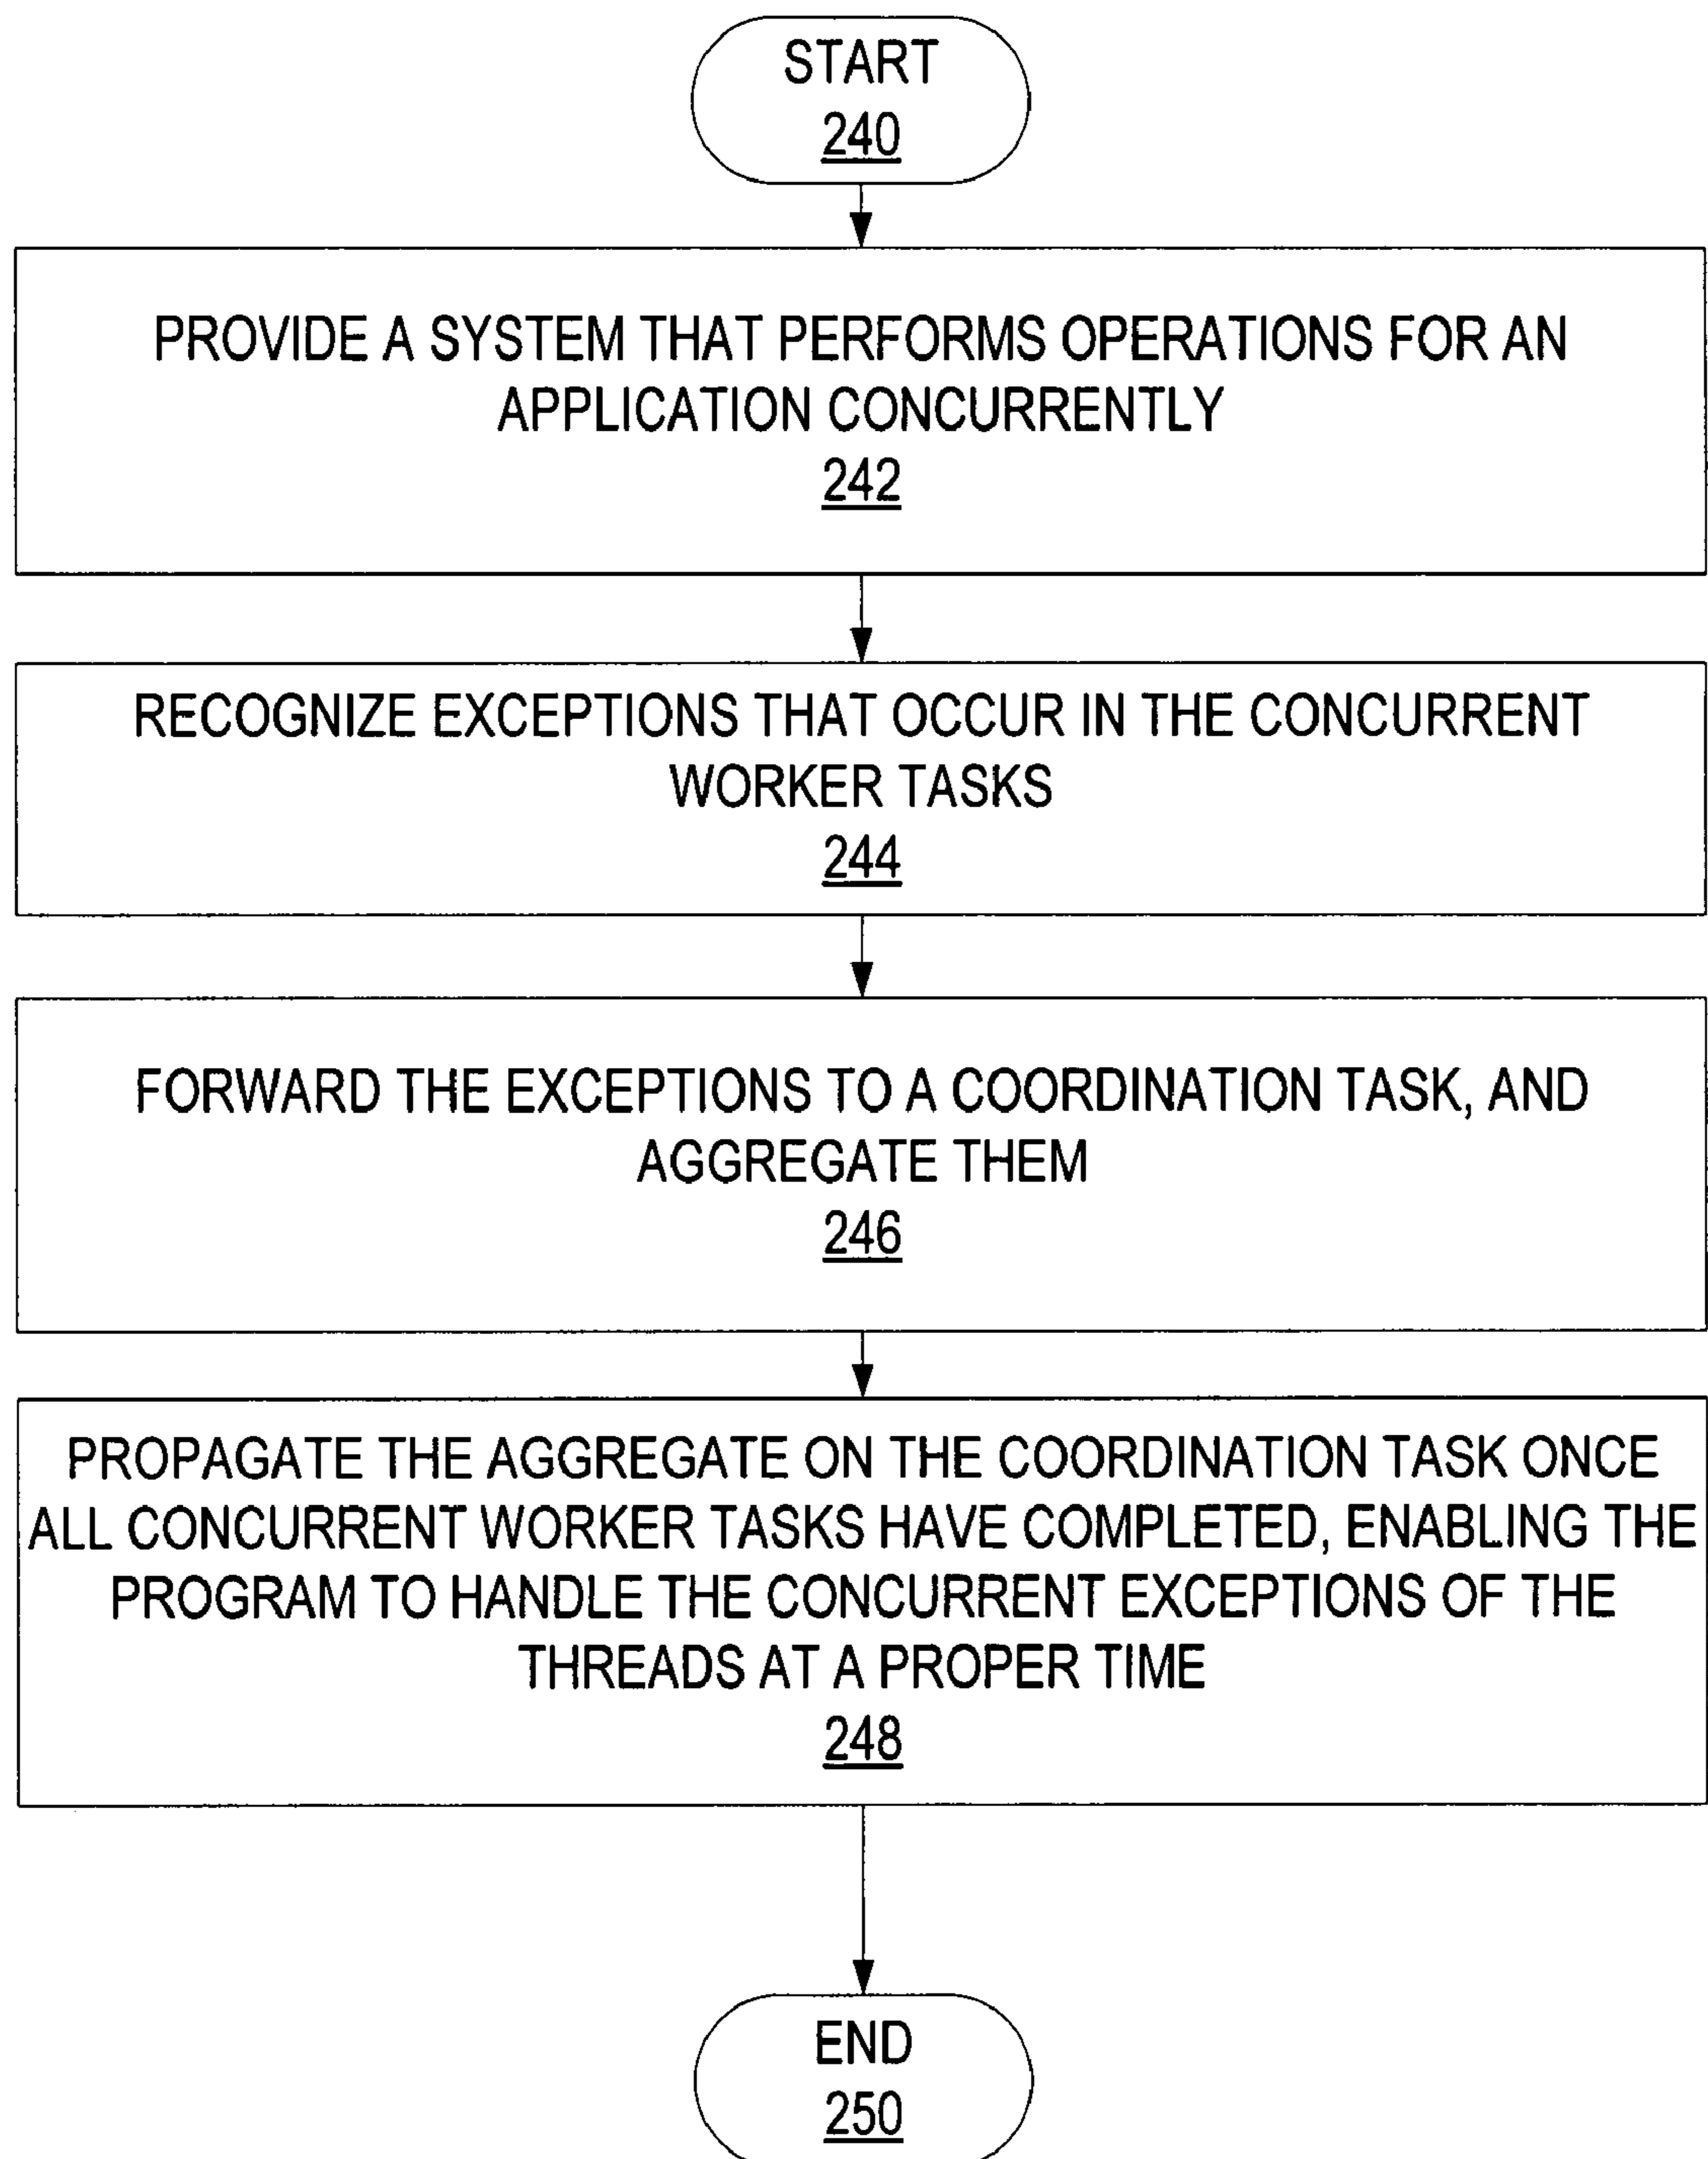 START
240
PROVIDE A SYSTEM THAT PERFORMS OPERATIONS FOR AN
APPLICATION CONCURRENTLY
242
RECOGNIZE EXCEPTIONS THAT OCCUR IN THE CONCURRENT
WORKER TASKS
244
FORWARD THE EXCEPTIONS TO A COORDINATION TASK, AND
AGGREGATE THEM
246
PROPAGATE THE AGGREGATE ON THE COORDINATION TASK ONCE
ALL CONCURRENT WORKER TASKS HAVE COMPLETED, ENABLING THE
PROGRAM TO HANDLE THE CONCURRENT EXCEPTIONS OF THE
THREADS AT A PROPER TIME
248
END
250